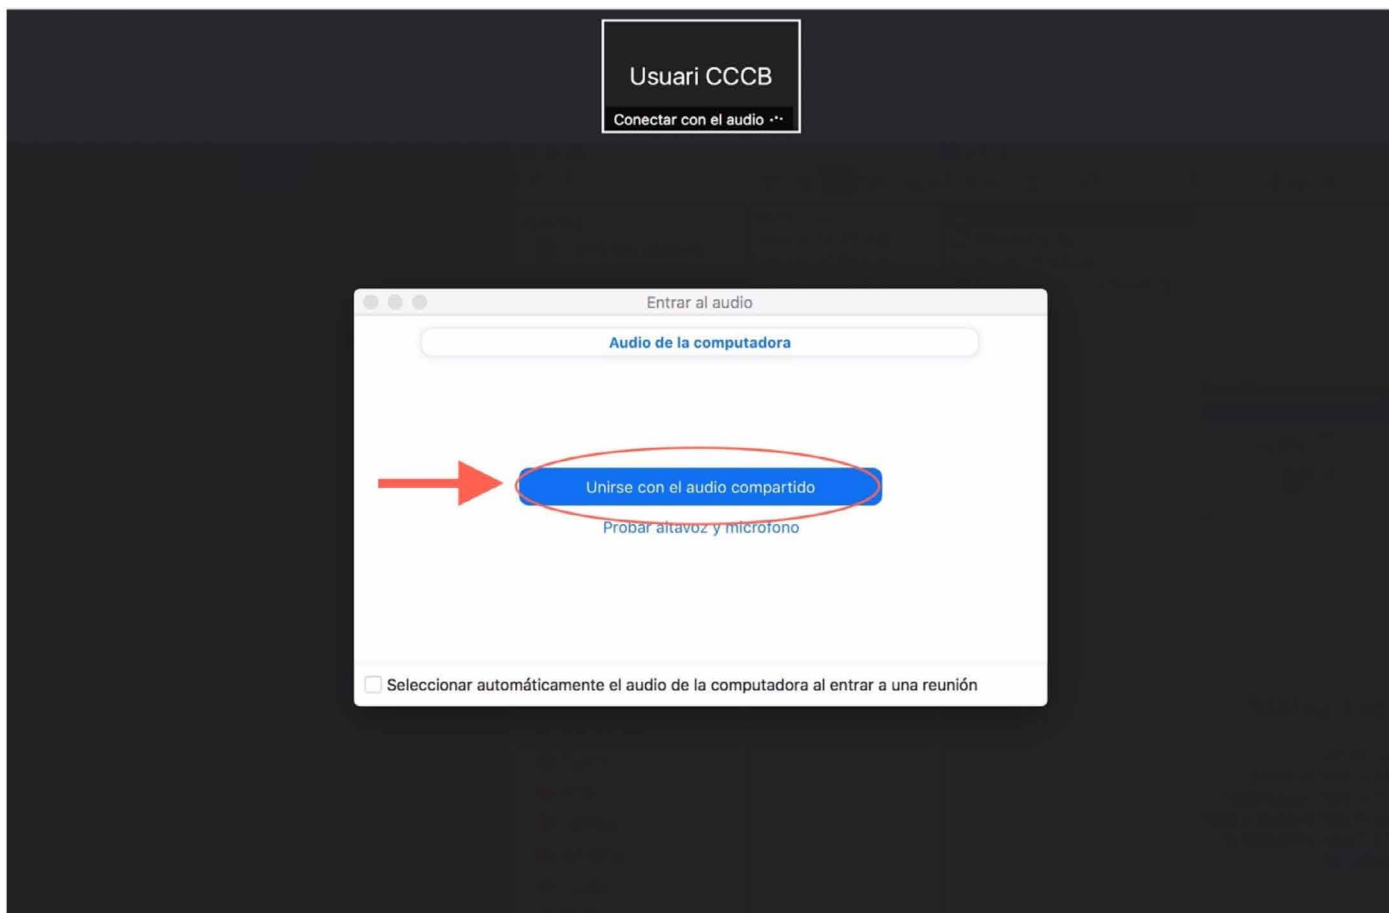 Usuari CCCB
Conectar con el audio
Entrar al audio
Audio de la computadora
Unirse con el audio compartido
Probar altavoz y micrófono
Seleccionar automáticamente el audio de la computadora al entrar a una reunión